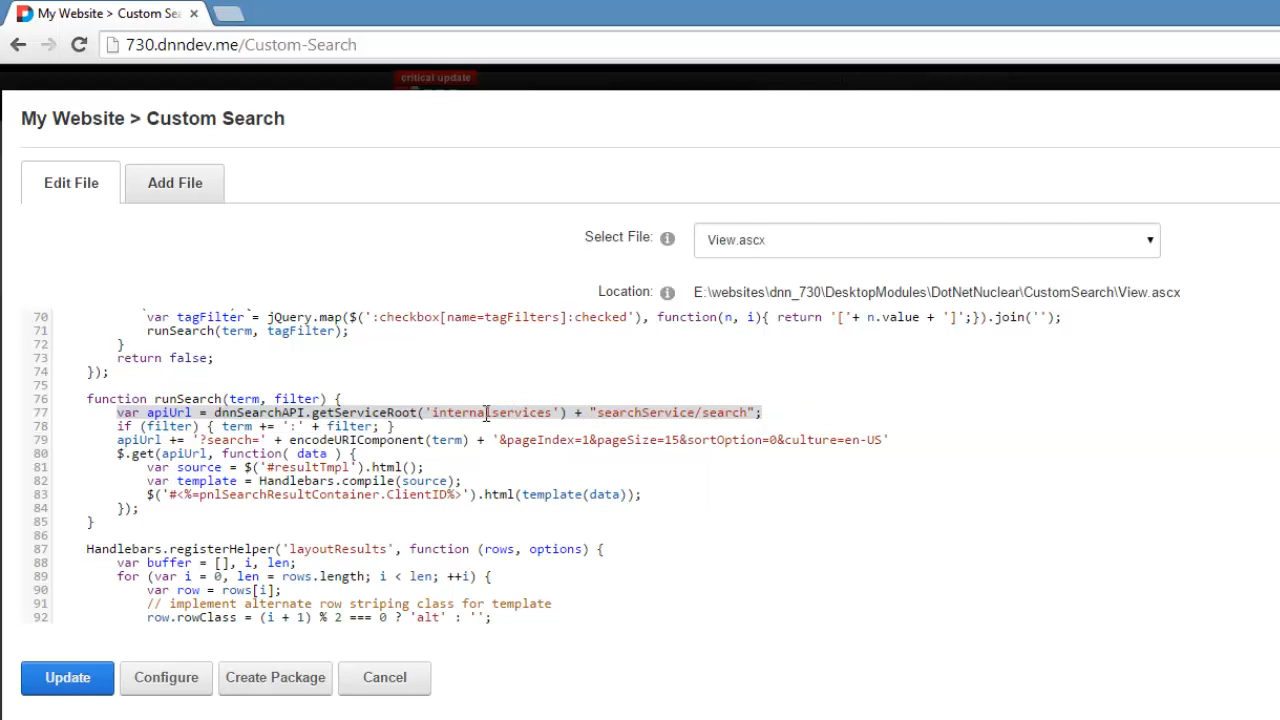 My Website > Custom Sea
730.dnndev.me/Custom-Search
critical update
My Website > Custom Search
Edit File
Add File
Select File:
View.ascx
Location:
E:\websites\dnn_730\DesktopModules\DotNetNuclear\CustomSearch\View.ascx
70
71 var tagFilter = jQuery.map($(':checkbox[name=tagFilters]:checked'), function(n, i){ return '['+ n.value + ']';}).join('');
71 runSearch(term, tagFilter);
72 }
73 return false;
74 });
75
76 function runSearch(term, filter) {
77 var apiUrl = dnnSearchAPI.getServiceRoot('internalservices') + "searchService/search";
78 if (filter) { term += ':' + filter; }
79 apiUrl += '?search=' + encodeURIComponent(term) + '&pageIndex=1&pageSize=15&sortOption=0&culture=en-US'
80 $.get(apiUrl, function( data ) {
81 var source = $('#resultTmpl').html();
82 var template = Handlebars.compile(source);
83 $('#<%=pnlSearchResultContainer.ClientID%>').html(template(data));
84 });
85 }
86
87 Handlebars.registerHelper('layoutResults', function (rows, options) {
88 var buffer = [], i, len;
89 for (var i = 0, len = rows.length; i < len; ++i) {
90 var row = rows[i];
91 // implement alternate row striping class for template
92 row.rowClass = (i + 1) % 2 === 0 ? 'alt' : '';
Update
Configure
Create Package
Cancel